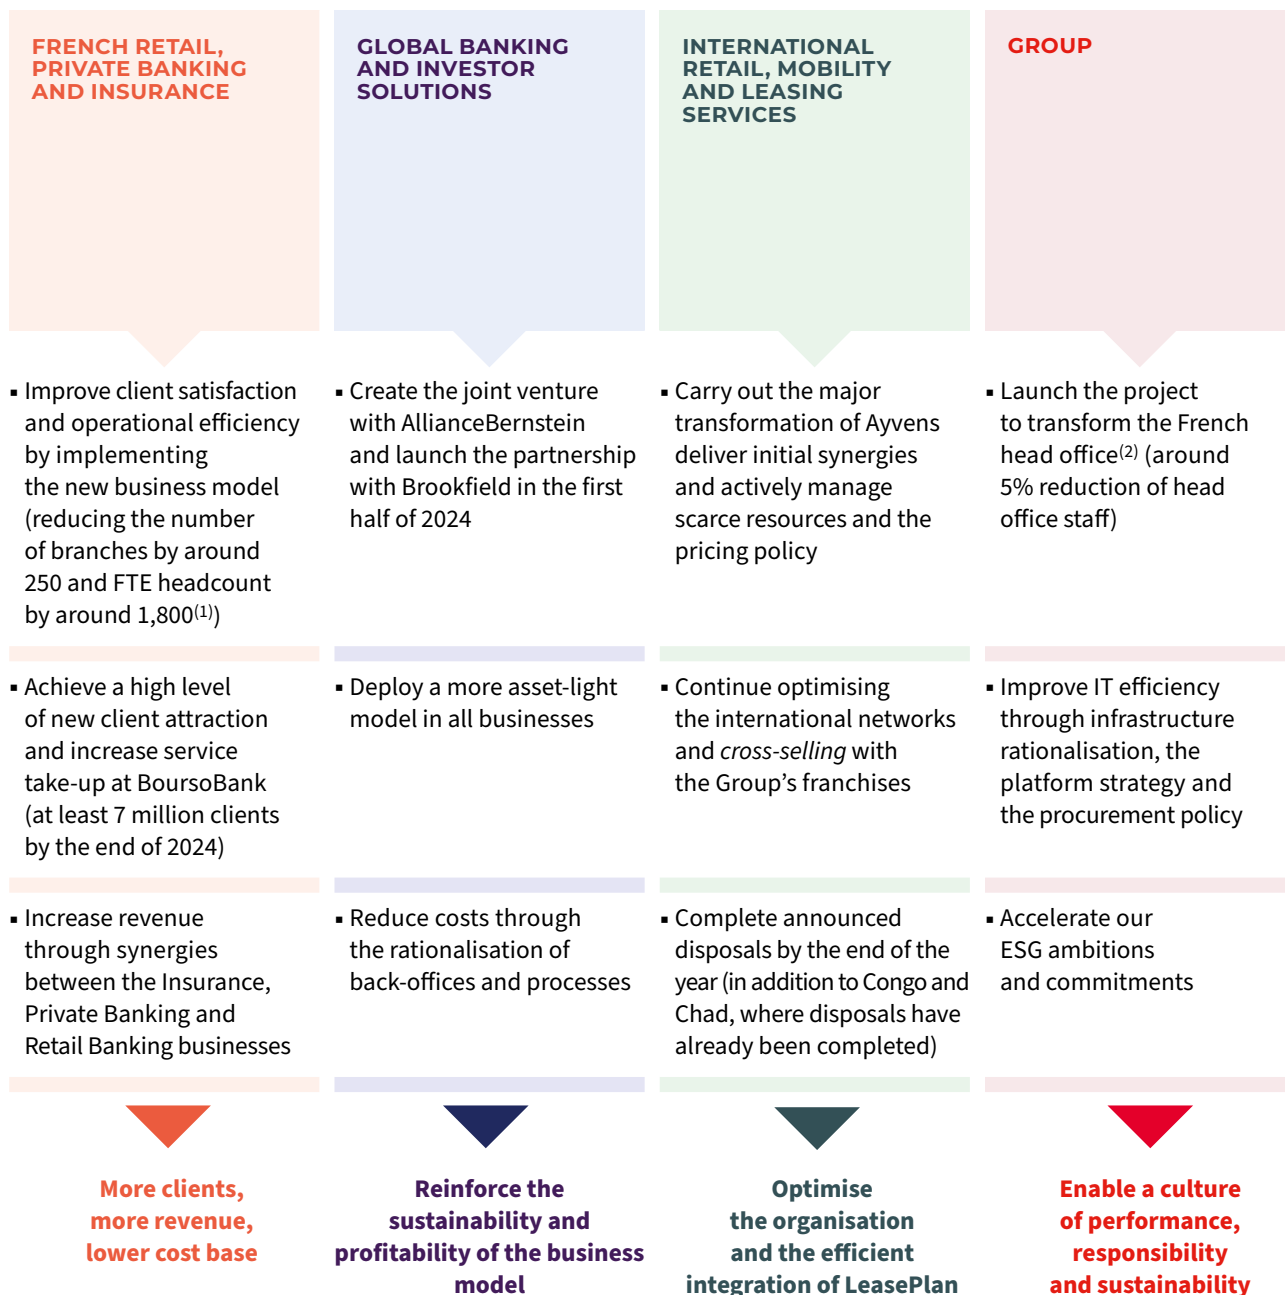 FRENCH RETAIL,
PRIVATE BANKING
AND INSURANCE
▪ Improve client satisfaction
and operational efficiency
by implementing
the new business model
(reducing the number
of branches by around
250 and FTE headcount
by around 1,800(1))
▪ Achieve a high level
of new client attraction
and increase service
take-up at BoursoBank
(at least 7 million clients
by the end of 2024)
▪ Increase revenue
through synergies
between the Insurance,
Private Banking and
Retail Banking businesses
More clients,
more revenue,
lower cost base
GLOBAL BANKING
AND INVESTOR
SOLUTIONS
▪ Create the joint venture
with AllianceBernstein
and launch the partnership
with Brookfield in the first
half of 2024
▪ Deploy a more asset-light
model in all businesses
▪ Reduce costs through
the rationalisation of
back-offices and processes
Reinforce the
sustainability and
profitability of the business
model
INTERNATIONAL
RETAIL, MOBILITY
AND LEASING
SERVICES
▪ Carry out the major
transformation of Ayvens
deliver initial synergies
and actively manage
scarce resources and the
pricing policy
▪ Continue optimising
the international networks
and cross-selling with
the Group’s franchises
▪ Complete announced
disposals by the end of the
year (in addition to Congo and
Chad, where disposals have
already been completed)
Optimise
the organisation
and the efficient
integration of LeasePlan
GROUP
▪ Launch the project
to transform the French
head office(2) (around
5% reduction of head
office staff)
▪ Improve IT efficiency
through infrastructure
rationalisation, the
platform strategy and
the procurement policy
▪ Accelerate our
ESG ambitions
and commitments
Enable a culture
of performance,
responsibility
and sustainability